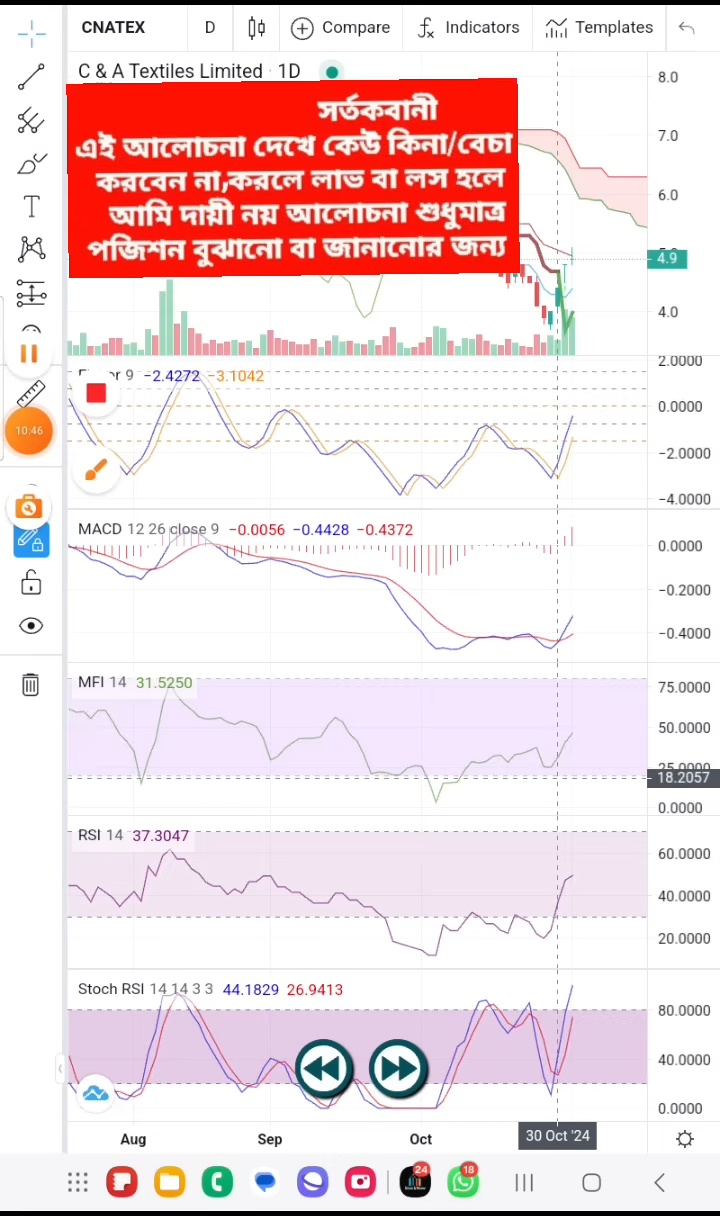 CNATEX D Compare Indicators Templates
C & A Textiles Limited · 1D
সর্তকবানী
এই আলোচনা দেখে কেউ কিনা/বেচা
করবেন না,করলে লাভ বা লস হলে
আমি দায়ী নয় আলোচনা শুধুমাত্র
পজিশন বুঝানো বা জানানোর জন্য
8.0
7.0
6.0
4.9
4.0
9 −2.4272 −3.1042
2.0000
0.0000
−2.0000
−4.0000
10:46
MACD 12 26 close 9 −0.0056 −0.4428 −0.4372
0.0000
−0.2000
−0.4000
MFI 14 31.5250
75.0000
50.0000
25.0000
18.2057
0.0000
RSI 14 37.3047
60.0000
40.0000
20.0000
Stoch RSI 14 14 3 3 44.1829 26.9413
80.0000
40.0000
0.0000
Aug Sep Oct 30 Oct '24
24 18